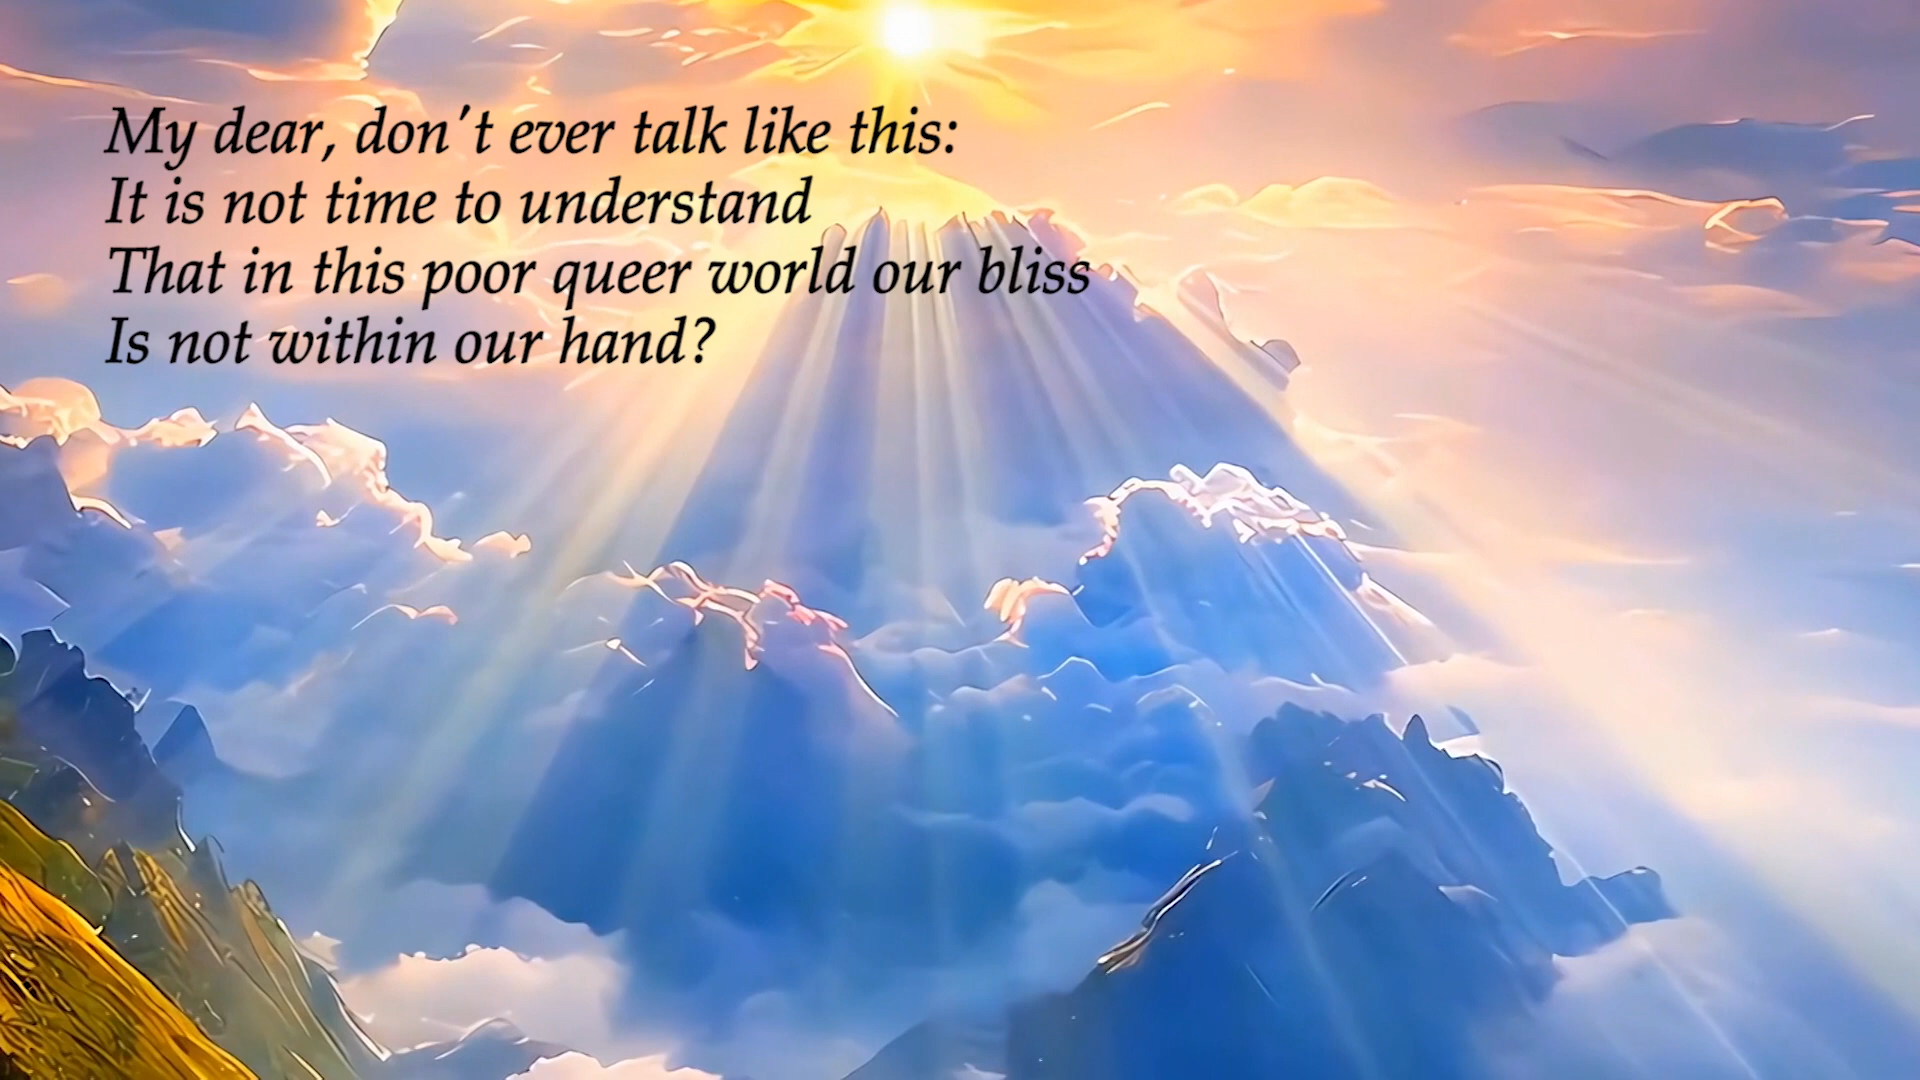 My dear, don't ever talk like this:
It is not time to understand
That in this poor queer world our bliss
Is not within our hand?